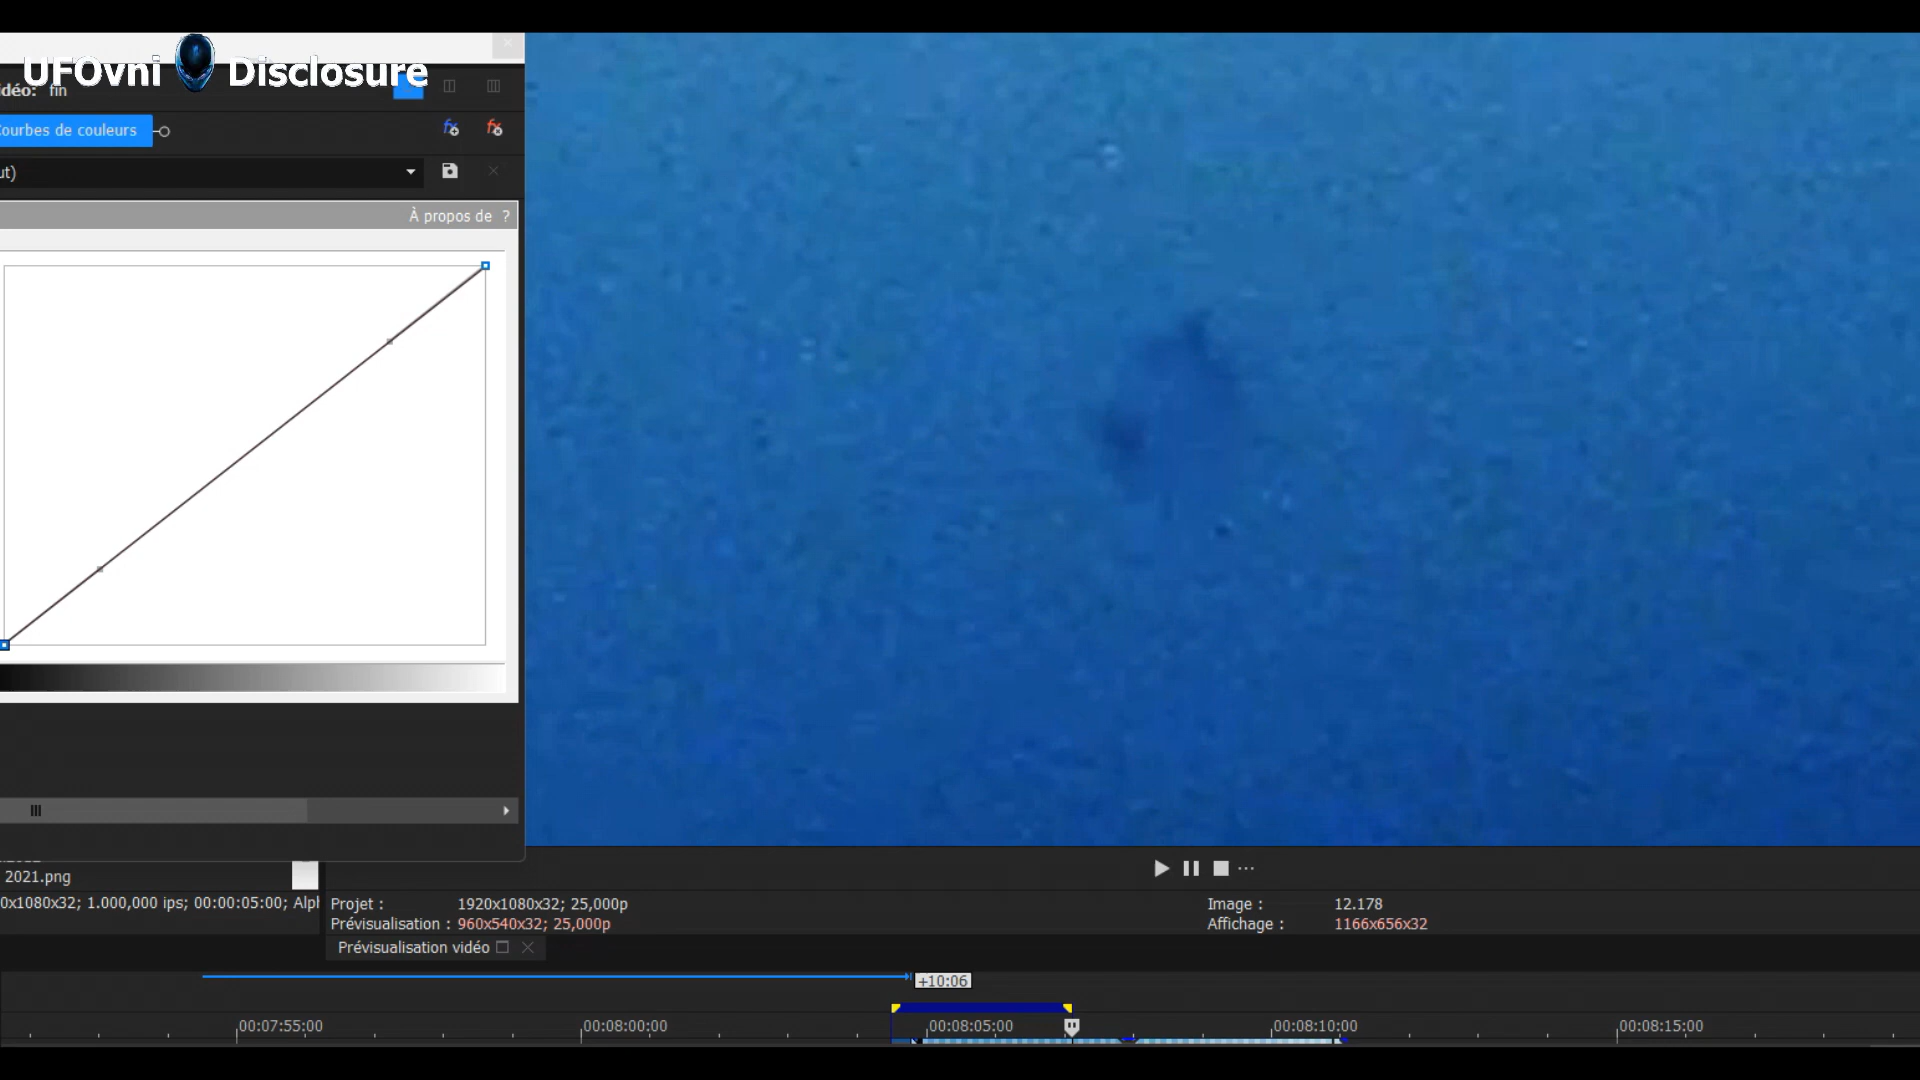 UFOvni Disclosure
déo: fin
Courbes de couleurs
ut)
À propos de ?
2021.png
0x1080x32; 1.000,000 ips; 00:00:05:00; Alph
Projet : 1920x1080x32; 25,000p
Prévisualisation : 960x540x32; 25,000p
Image : 12.178
Affichage : 1166x656x32
Prévisualisation vidéo
+10:06
00:07:55:00 00:08:00:00 00:08:05:00 00:08:10:00 00:08:15:00